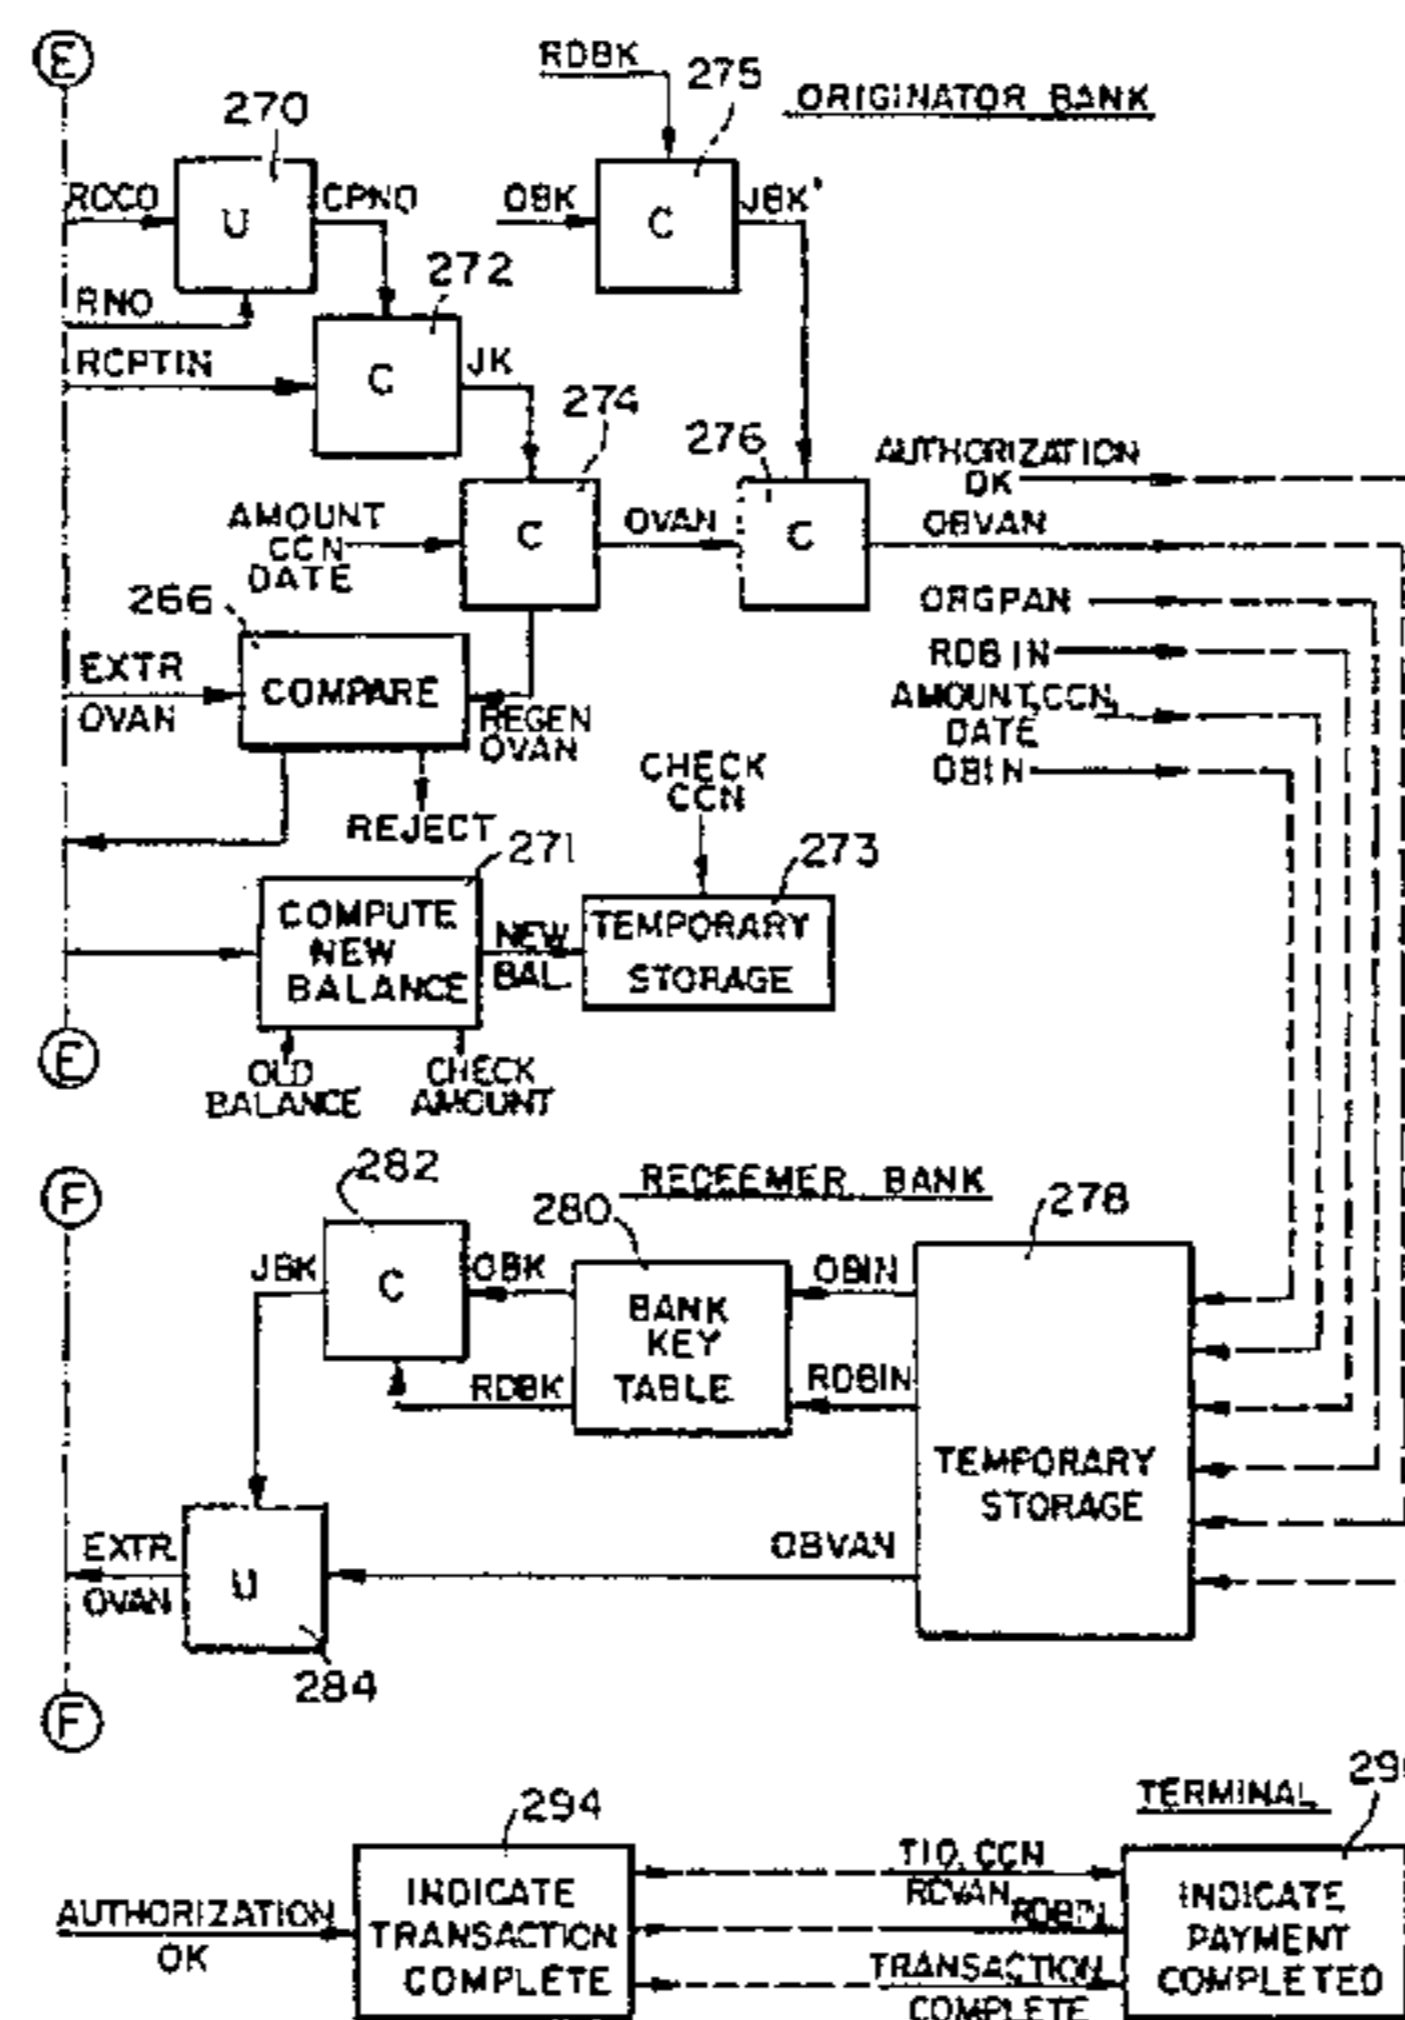 E
RDBK
275
ORIGINATOR BANK
270
RCCO
U
CPNO
OBK
C
JBK'
272
RNO
RCPTIN
C
JK
274
276
AUTHORIZATION
OK
AMOUNT
CCN
DATE
C
OVAN
C
OBVAN
266
ORGPAN
RDBIN
EXTR
OVAN
COMPARE
REGEN
OVAN
AMOUNT,CCN,
DATE
OBIN
CHECK
CCN
REJECT
271
273
COMPUTE
NEW
BALANCE
NEW
BAL.
TEMPORARY
STORAGE
E
OLD
BALANCE
CHECK
AMOUNT
F
282
REDEEMER BANK
280
278
JBK
C
OBK
BANK
KEY
TABLE
OBIN
RDBK
RDBIN
TEMPORARY
STORAGE
EXTR
OVAN
U
OBVAN
284
F
294
TERMINAL
AUTHORIZATION
OK
INDICATE
TRANSACTION
COMPLETE
TID, CCN
RDVAN
RDBIN
TRANSACTION
COMPLETE
INDICATE
PAYMENT
COMPLETED